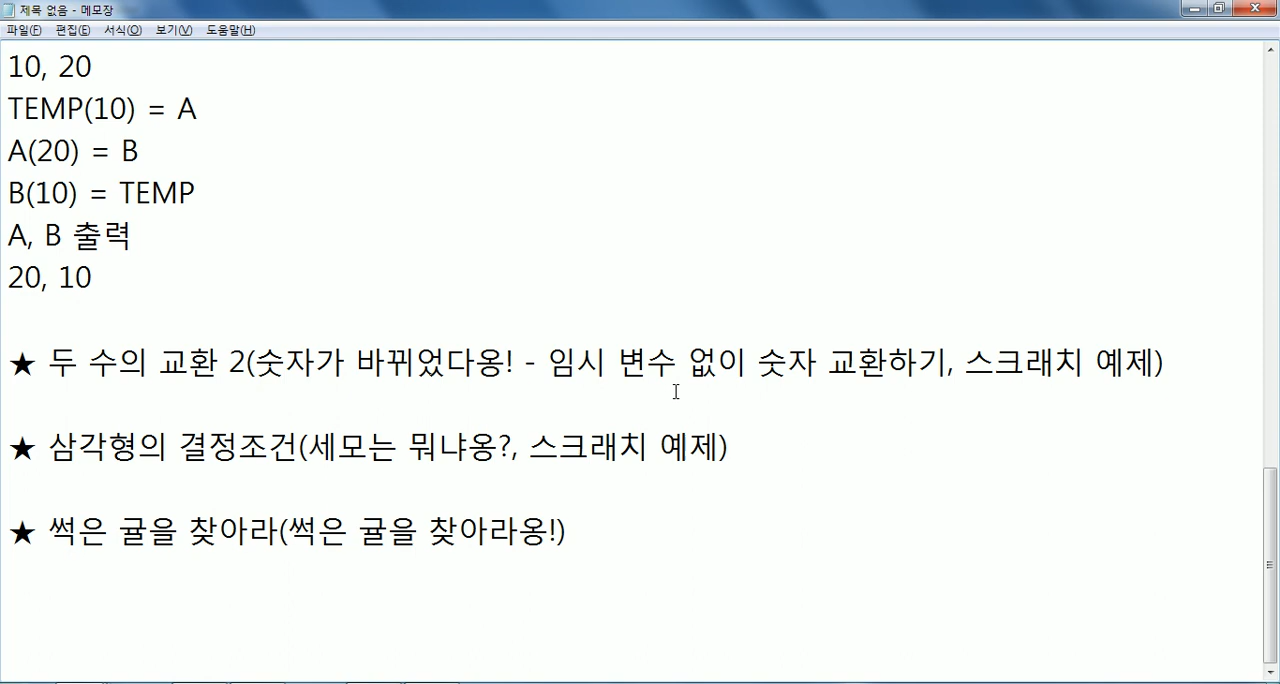 제목 없음 - 메모장
파일(F) 편집(E) 서식(O) 보기(V) 도움말(H)
10, 20
TEMP(10) = A
A(20) = B
B(10) = TEMP
A, B 출력
20, 10
★ 두 수의 교환 2(숫자가 바뀌었다옹! - 임시 변수 없이 숫자 교환하기, 스크래치 예제)
★ 삼각형의 결정조건(세모는 뭐냐옹?, 스크래치 예제)
★ 썩은 귤을 찾아라(썩은 귤을 찾아라옹!)